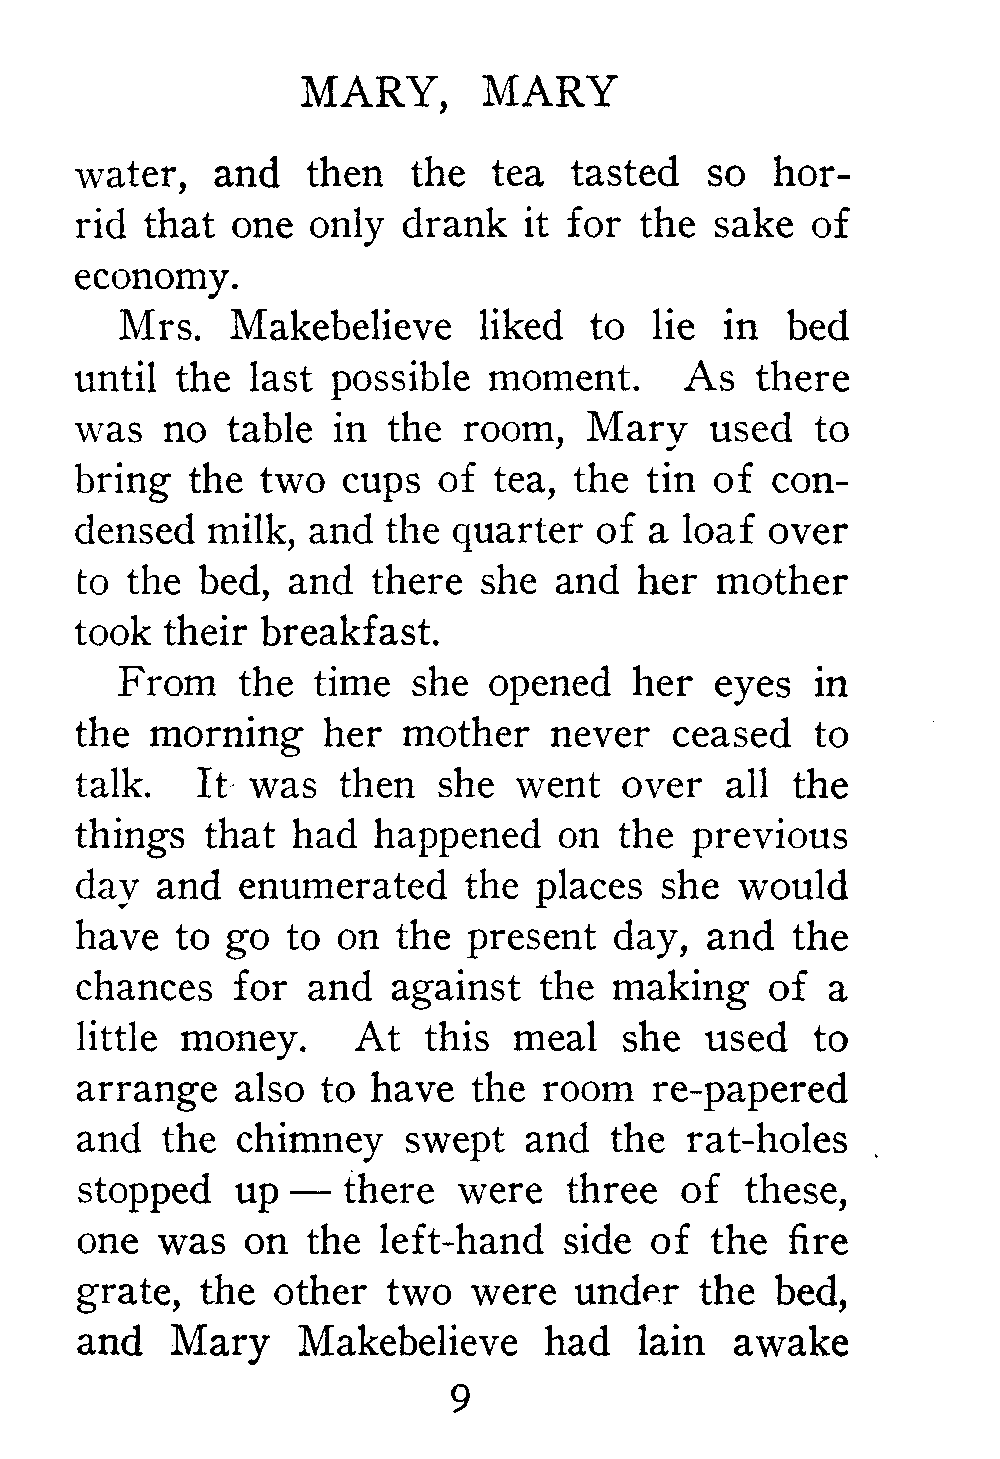 MARY, MARY
water, and then the tea tasted so hor-
rid that one only drank it for the sake of
economy.
Mrs. Makebelieve liked to lie in bed
until the last possible moment. As there
was no table in the room, Mary used to
bring the two cups of tea, the tin of con-
densed milk, and the quarter of a loaf over
to the bed, and there she and her mother
took their breakfast.
From the time she opened her eyes in
the morning her mother never ceased to
talk. It was then she went over all the
things that had happened on the previous
day and enumerated the places she would
have to go to on the present day, and the
chances for and against the making of a
little money. At this meal she used to
arrange also to have the room re-papered
and the chimney swept and the rat-holes
stopped up — there were three of these,
one was on the left-hand side of the fire
grate, the other two were under the bed,
and Mary Makebelieve had lain awake
9